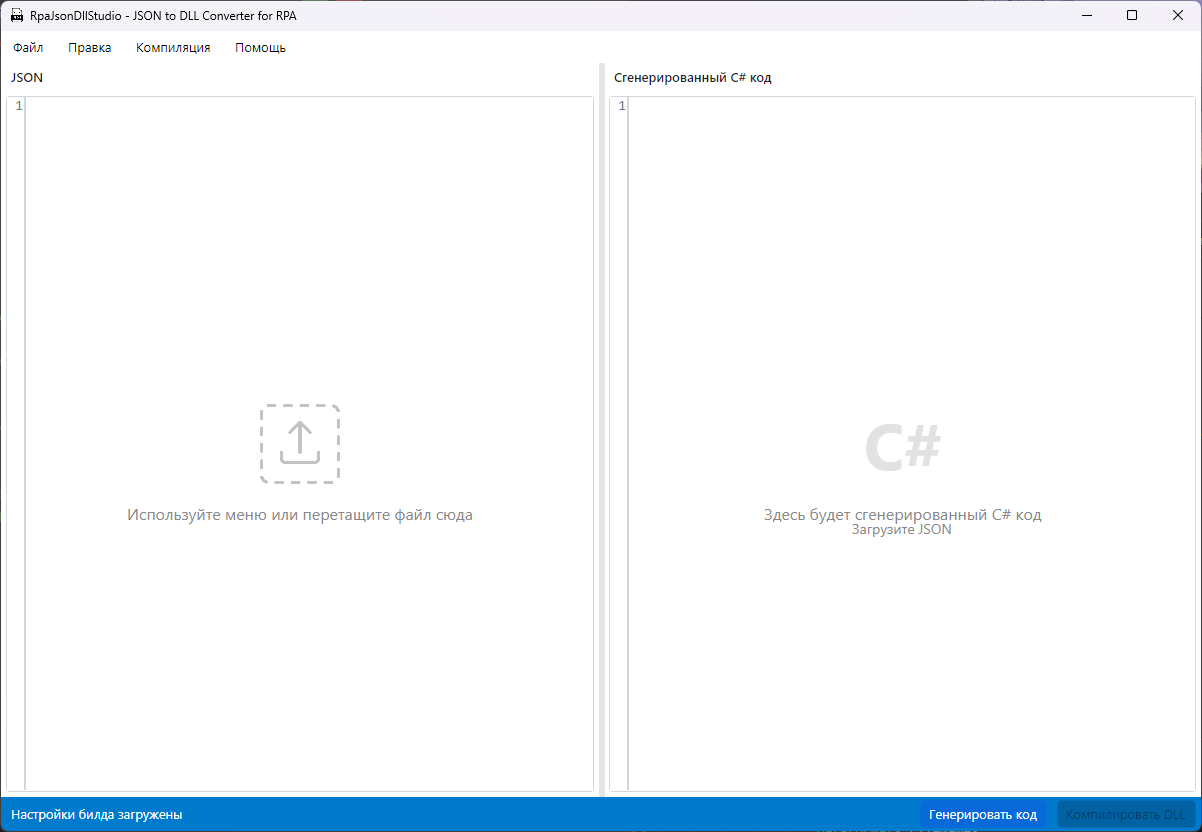 RpaJsonDllStudio - JSON to DLL Converter for RPA
Файл Правка Компиляция Помощь
JSON
1
Используйте меню или перетащите файл сюда
Сгенерированный C# код
1
C#
Здесь будет сгенерированный C# код
Загрузите JSON
Настройки билда загружены
Генерировать код
Компилировать DLL